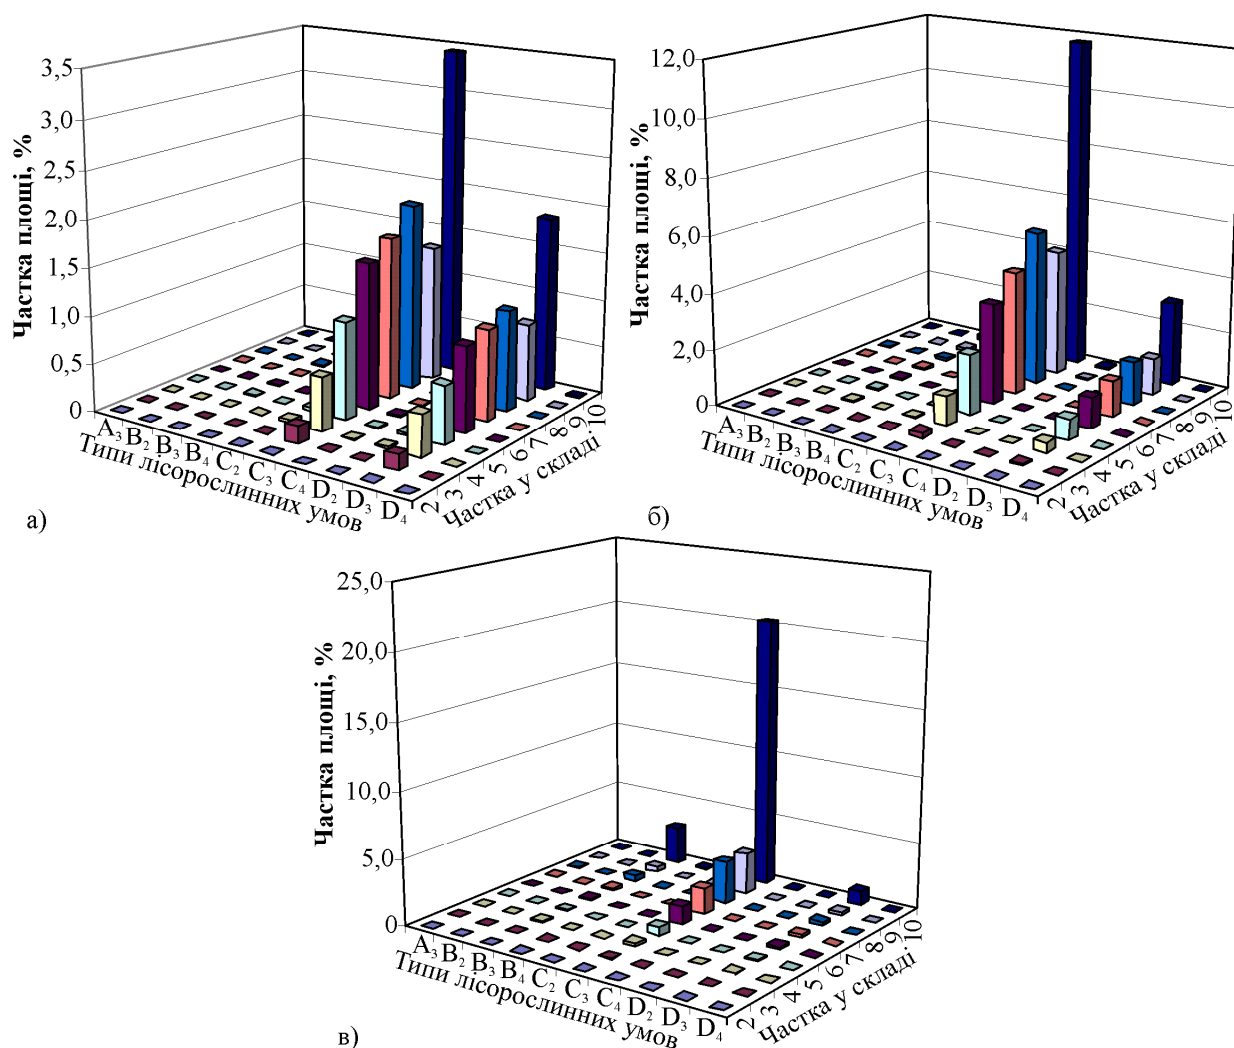 3,5
3,0
2,5
2,0
1,5
1,0
0,5
0
Частка площі, %
A₃ B₂ B₃ B₄ C₂ C₃ C₄ D₂ D₃ D₄
Типи лісорослинних умов
2 3 4 5 6 7 8 9 10
Частка у складі
а)
12,0
10,0
8,0
6,0
4,0
2,0
0
Частка площі, %
A₃ B₂ B₃ B₄ C₂ C₃ C₄ D₂ D₃ D₄
Типи лісорослинних умов
2 3 4 5 6 7 8 9 10
Частка у складі
б)
25,0
20,0
15,0
10,0
5,0
0
Частка площі, %
A₃ B₂ B₃ B₄ C₂ C₃ C₄ D₂ D₃ D₄
Типи лісорослинних умов
2 3 4 5 6 7 8 9 10
Частка у складі
в)